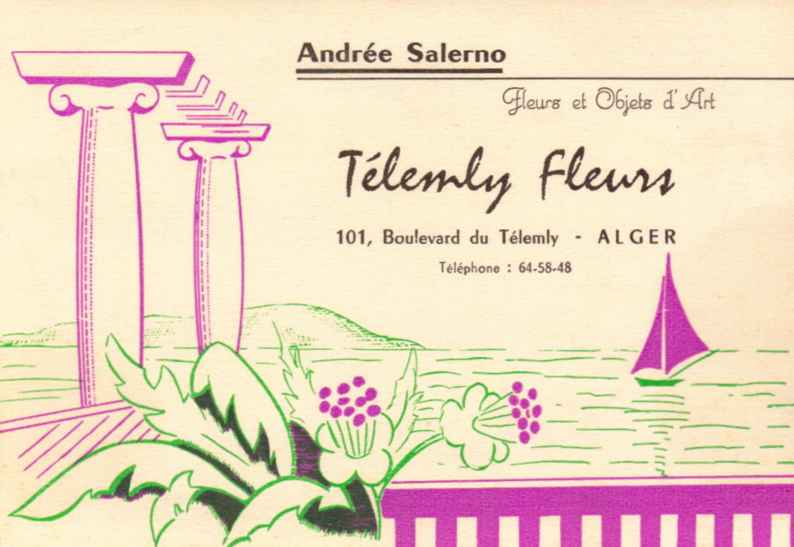 Andrée Salerno
Fleurs et Objets d'Art
Télemly Fleurs
101, Boulevard du Télemly - ALGER
Téléphone : 64-58-48